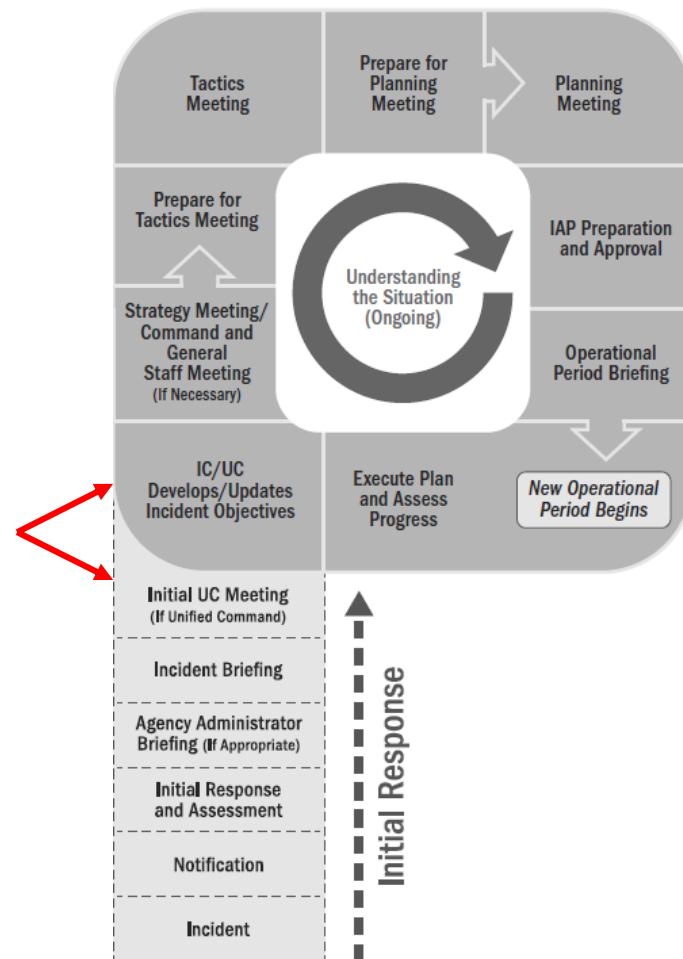 Tactics
Meeting
Prepare for
Planning
Meeting
Planning
Meeting
Prepare for
Tactics Meeting
IAP Preparation
and Approval
Understanding
the Situation
(Ongoing)
Strategy Meeting/
Command and
General
Staff Meeting
(If Necessary)
Operational
Period Briefing
IC/UC
Develops/Updates
Incident Objectives
Execute Plan
and Assess
Progress
New Operational
Period Begins
Initial UC Meeting
(If Unified Command)
Incident Briefing
Agency Administrator
Briefing (If Appropriate)
Initial Response
and Assessment
Notification
Incident
Initial Response